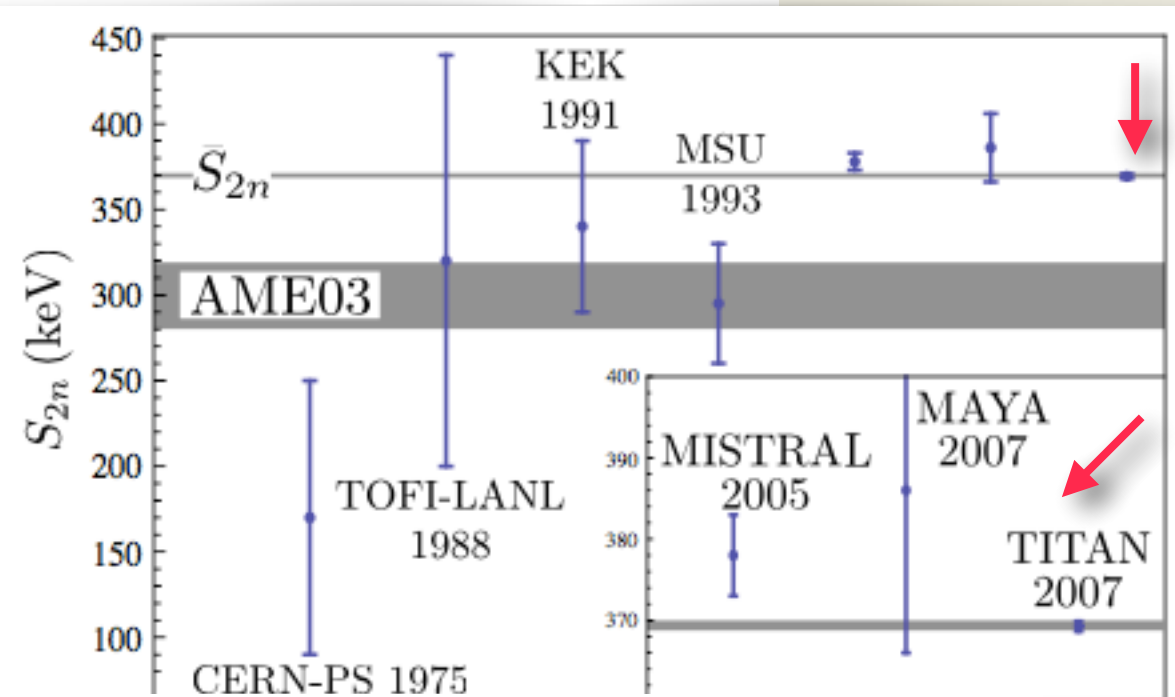 450
KEK
1991
400
MSU
1993
S̄2n
350
AME03
300
S2n (keV)
250
400
MAYA
2007
MISTRAL
2005
390
200
TOFI-LANL
1988
380
TITAN
2007
150
370
100
CERN-PS 1975